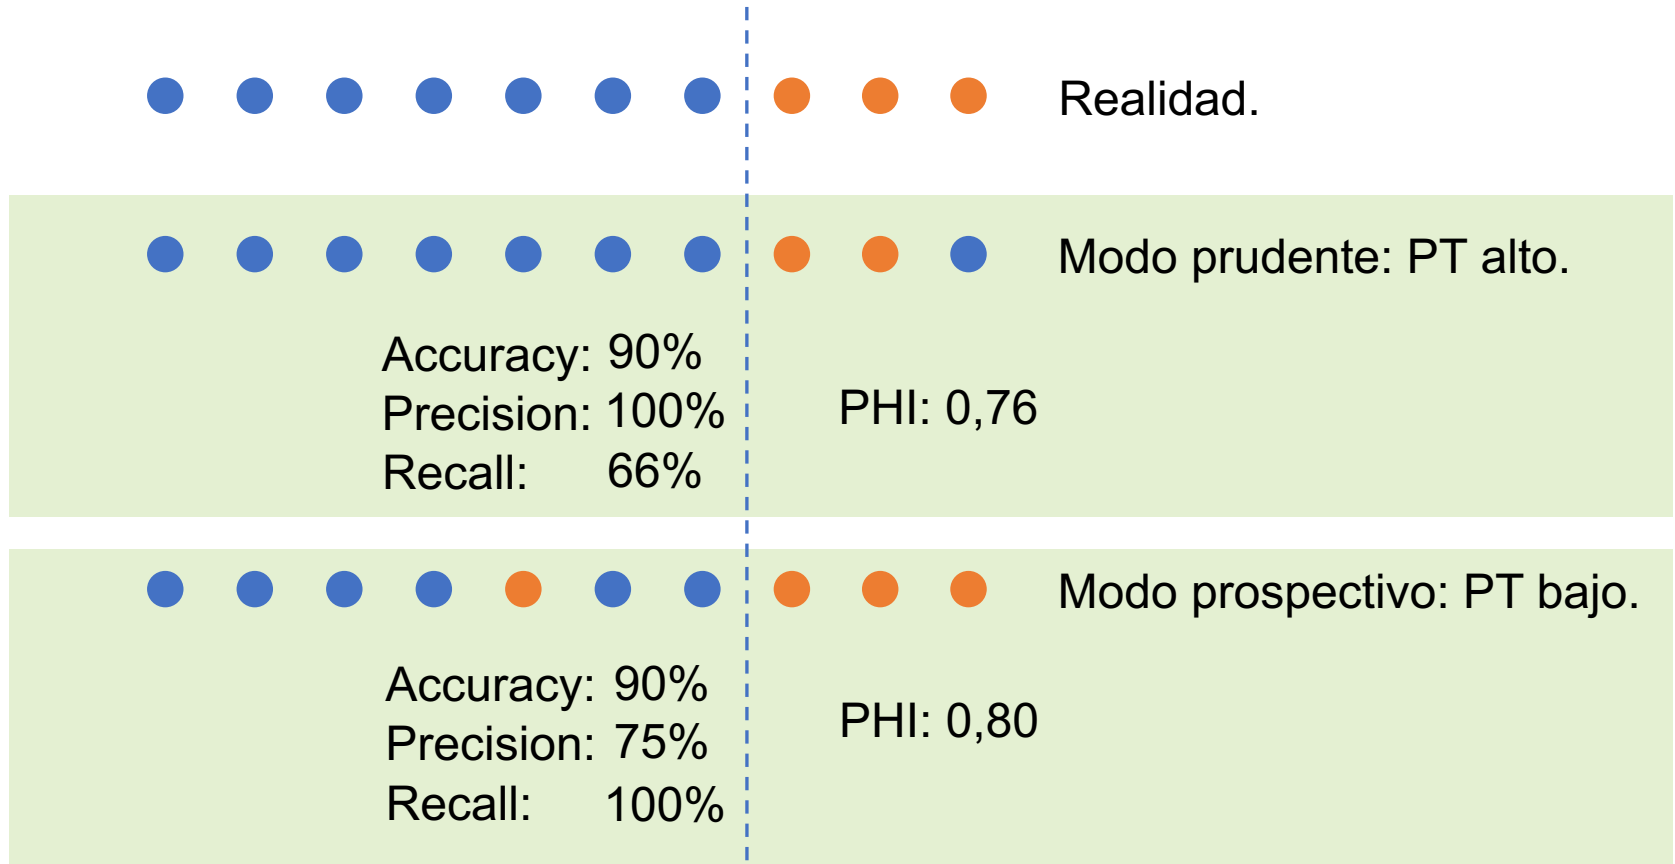 Realidad.
Modo prudente: PT alto.
Accuracy: 90%
Precision: 100%
Recall: 66%
PHI: 0,76
Modo prospectivo: PT bajo.
Accuracy: 90%
Precision: 75%
Recall: 100%
PHI: 0,80